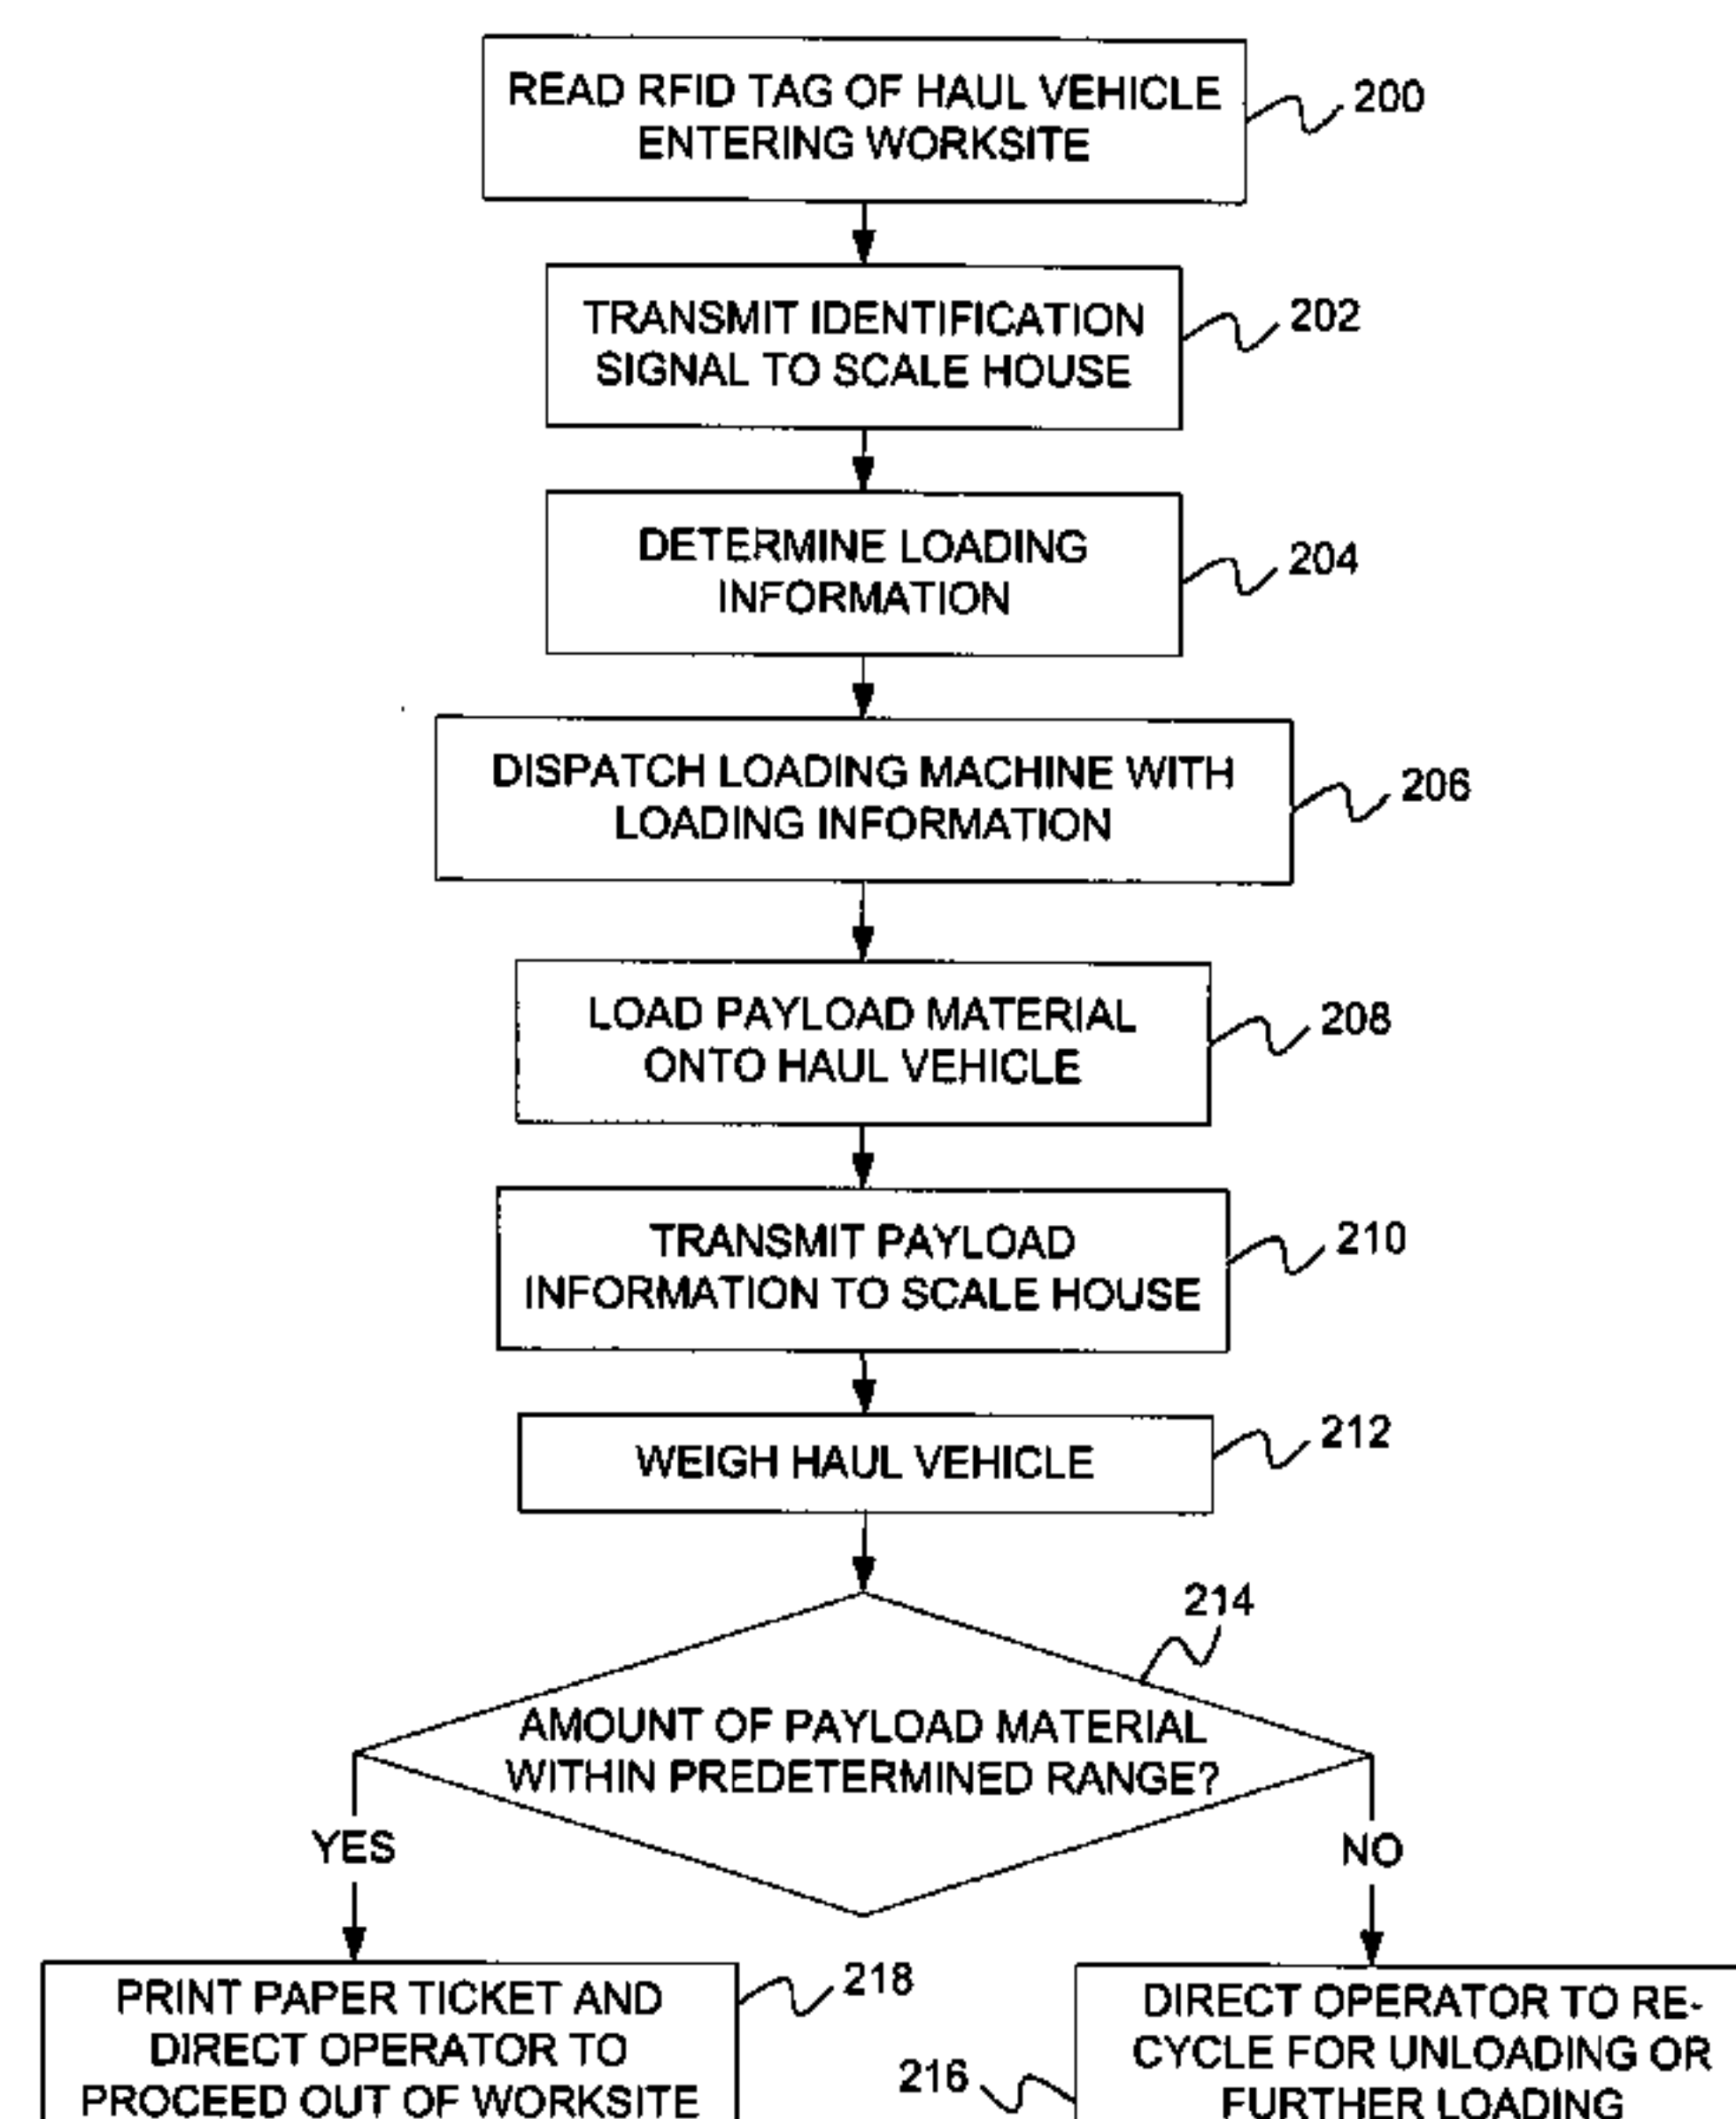 READ RFID TAG OF HAUL VEHICLE
ENTERING WORKSITE
200
TRANSMIT IDENTIFICATION
SIGNAL TO SCALE HOUSE
202
DETERMINE LOADING
INFORMATION
204
DISPATCH LOADING MACHINE WITH
LOADING INFORMATION
206
LOAD PAYLOAD MATERIAL
ONTO HAUL VEHICLE
208
TRANSMIT PAYLOAD
INFORMATION TO SCALE HOUSE
210
WEIGH HAUL VEHICLE
212
214
AMOUNT OF PAYLOAD MATERIAL
WITHIN PREDETERMINED RANGE?
YES
NO
PRINT PAPER TICKET AND
DIRECT OPERATOR TO
PROCEED OUT OF WORKSITE
218
216
DIRECT OPERATOR TO RE-
CYCLE FOR UNLOADING OR
FURTHER LOADING